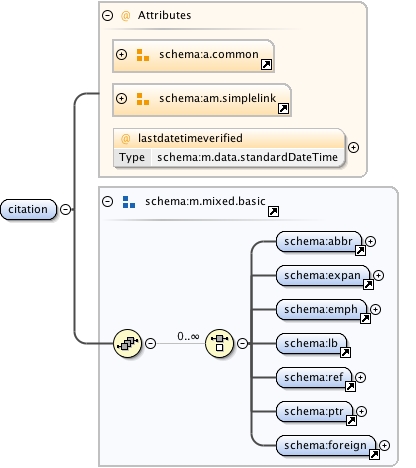 @ Attributes
schema:a.common
schema:am.simplelink
@ lastdatetimeverified
Type schema:m.data.standardDateTime
citation
schema:m.mixed.basic
schema:abbr
schema:expan
schema:emph
0..∞
schema:lb
schema:ref
schema:ptr
schema:foreign